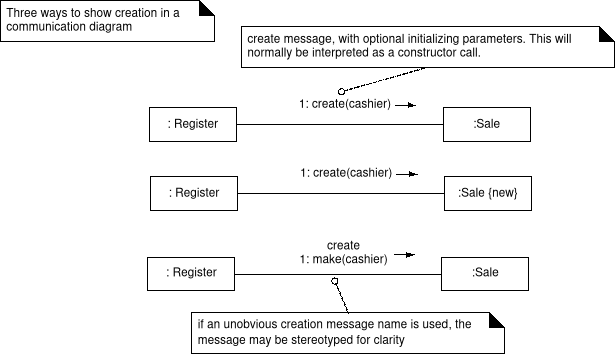 Three ways to show creation in a
communication diagram
create message, with optional initializing parameters. This will
normally be interpreted as a constructor call.
1: create(cashier)
: Register
:Sale
1: create(cashier)
: Register
:Sale {new}
create
1: make(cashier)
: Register
:Sale
if an unobvious creation message name is used, the
message may be stereotyped for clarity